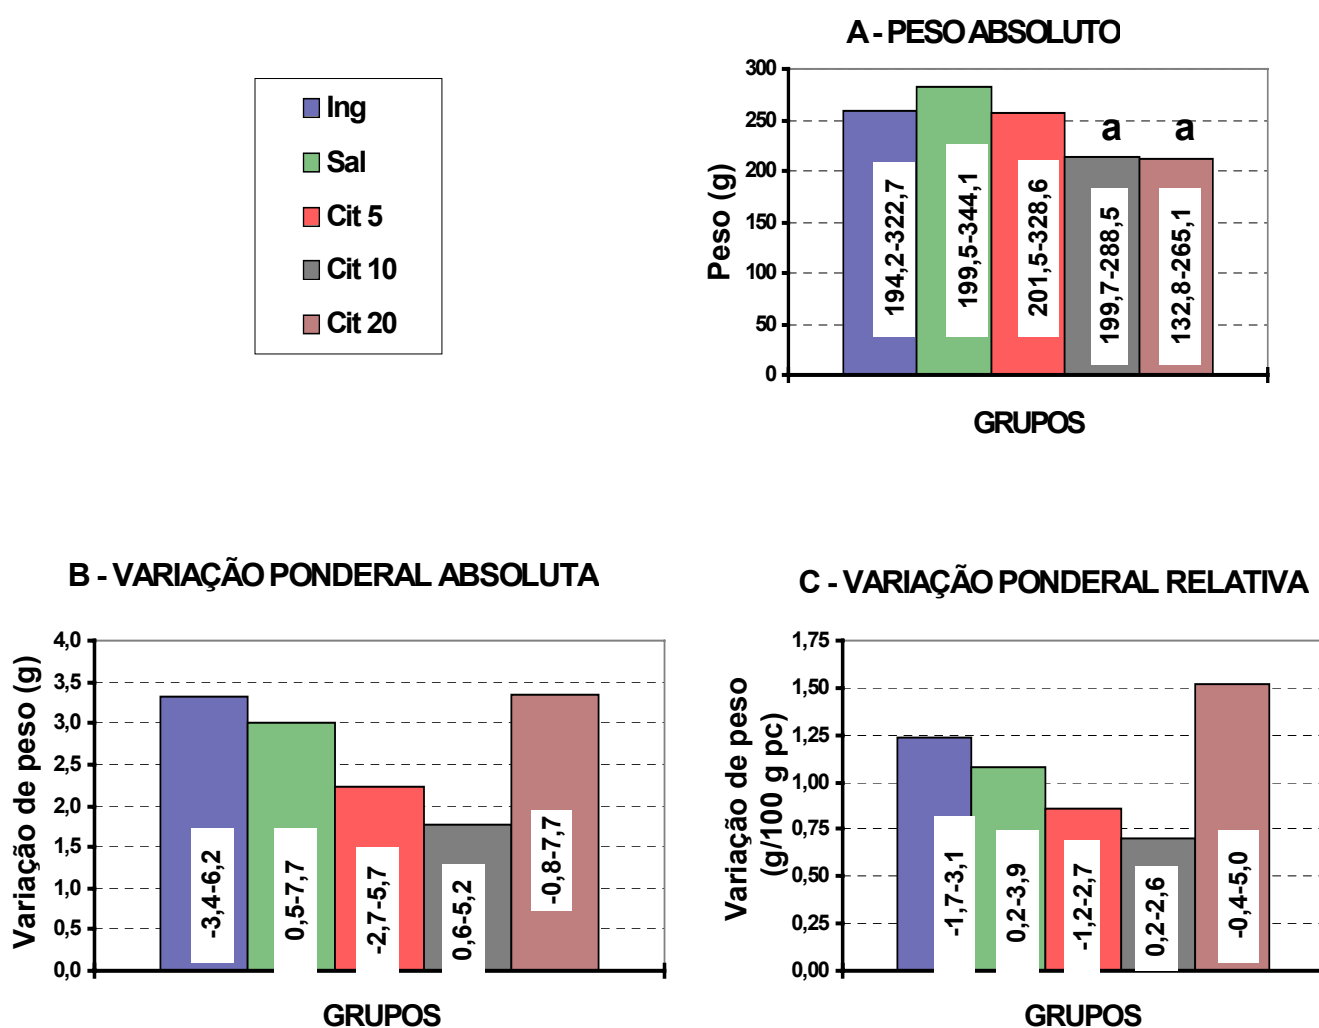 A - PESO ABSOLUTO
Ing
Sal
Cit 5
Cit 10
Cit 20
Peso (g)
300
250
200
150
100
50
0
a
a
194,2-322,7
199,5-344,1
201,5-328,6
199,7-288,5
132,8-265,1
GRUPOS
B - VARIAÇÃO PONDERAL ABSOLUTA
Variação de peso (g)
4,0
3,5
3,0
2,5
2,0
1,5
1,0
0,5
0,0
-3,4-6,2
0,5-7,7
-2,7-5,7
0,6-5,2
-0,8-7,7
GRUPOS
C - VARIAÇÃO PONDERAL RELATIVA
Variação de peso
(g/100 g pc)
1,75
1,50
1,25
1,00
0,75
0,50
0,25
0,00
-1,7-3,1
0,2-3,9
-1,2-2,7
0,2-2,6
-0,4-5,0
GRUPOS